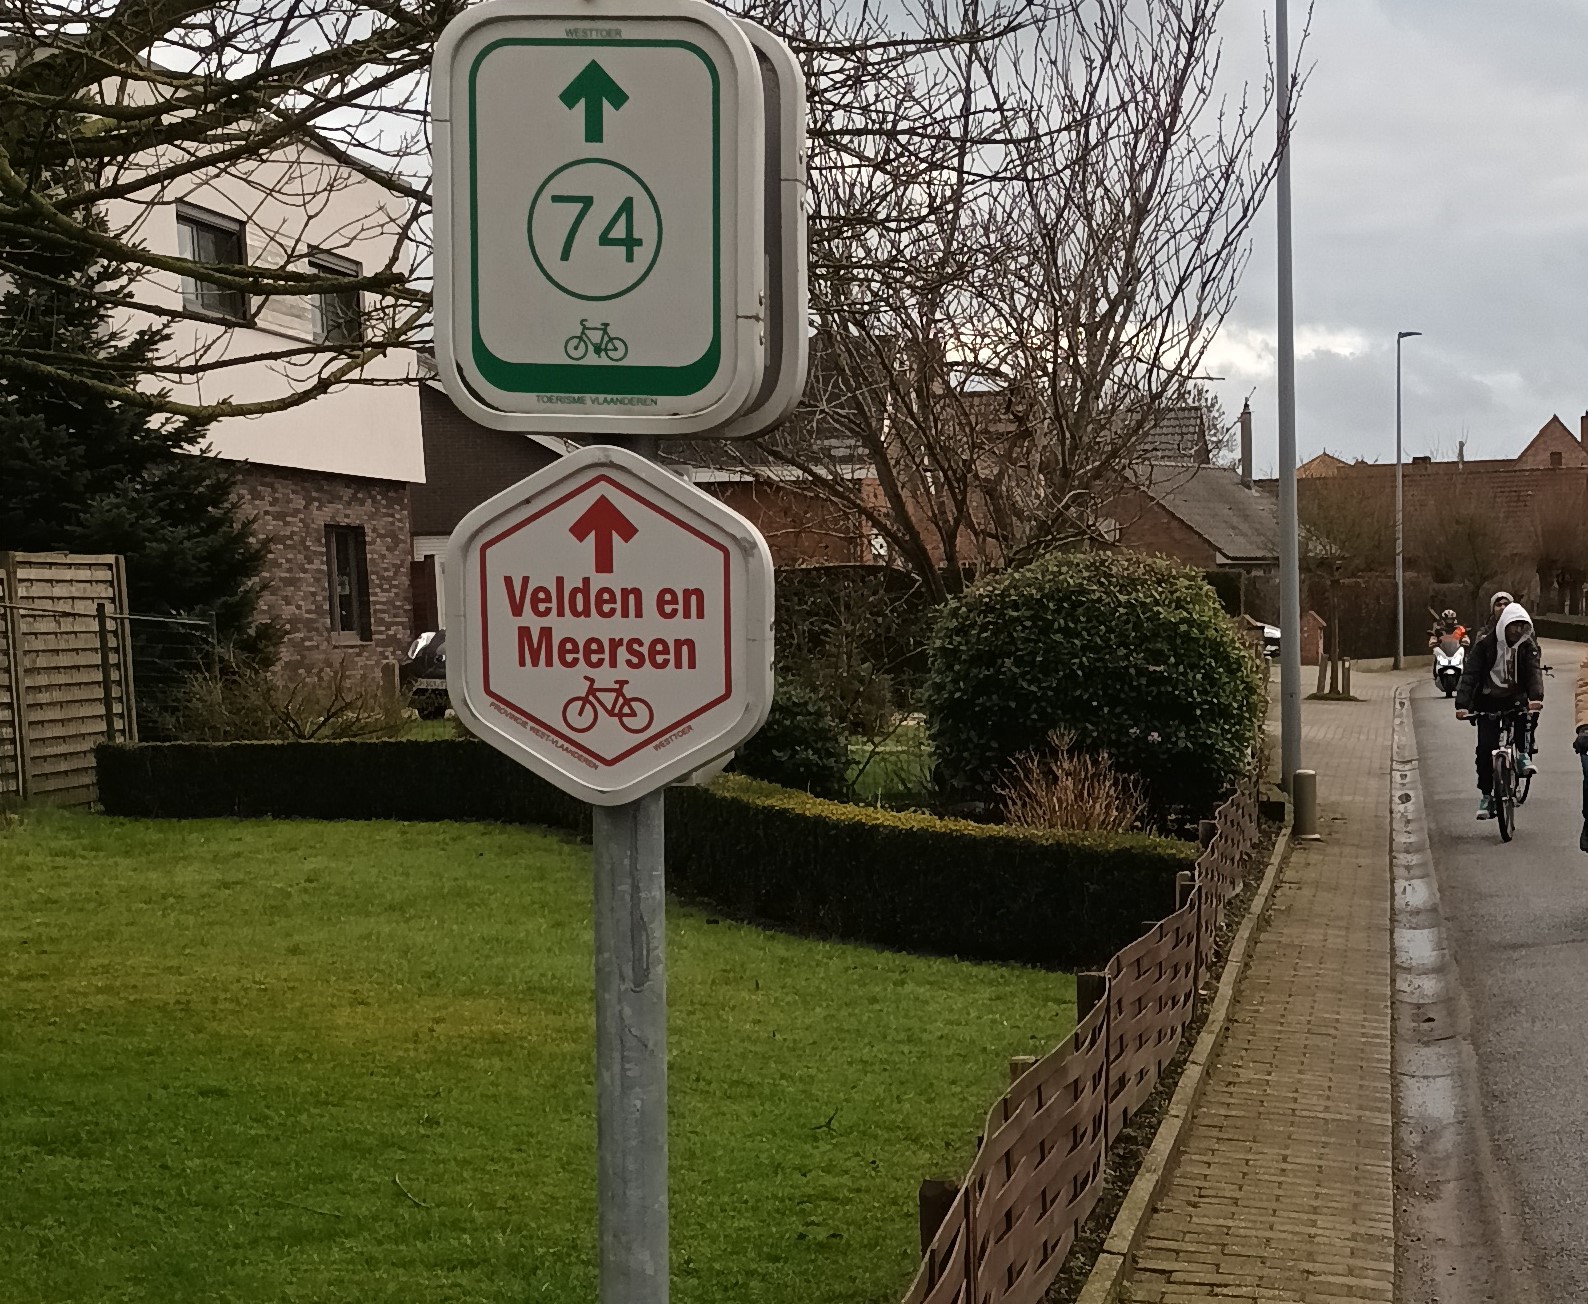 WESTTOER
74
TOERISME VLAANDEREN
Velden en
Meersen
PROVINCIE WEST-VLAANDEREN
WESTTOER